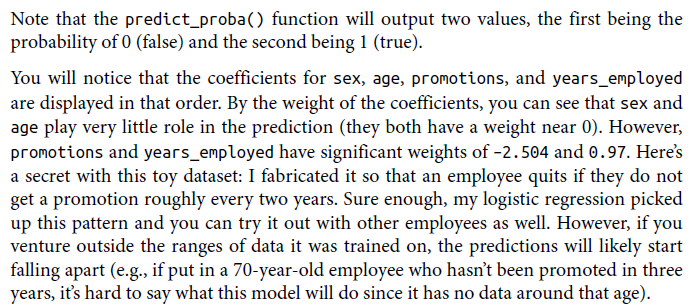 Note that the predict_proba() function will output two values, the first being the
probability of 0 (false) and the second being 1 (true).
You will notice that the coefficients for sex, age, promotions, and years_employed
are displayed in that order. By the weight of the coefficients, you can see that sex and
age play very little role in the prediction (they both have a weight near 0). However,
promotions and years_employed have significant weights of -2.504 and 0.97. Here’s
a secret with this toy dataset: I fabricated it so that an employee quits if they do not
get a promotion roughly every two years. Sure enough, my logistic regression picked
up this pattern and you can try it out with other employees as well. However, if you
venture outside the ranges of data it was trained on, the predictions will likely start
falling apart (e.g., if put in a 70-year-old employee who hasn’t been promoted in three
years, it’s hard to say what this model will do since it has no data around that age).